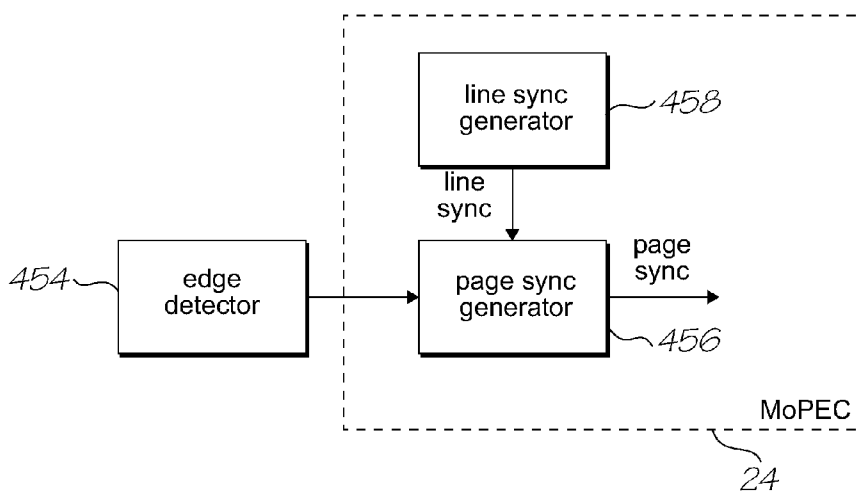 line sync
generator
458
line
sync
454
edge
detector
page sync
generator
page
sync
456
MoPEC
24